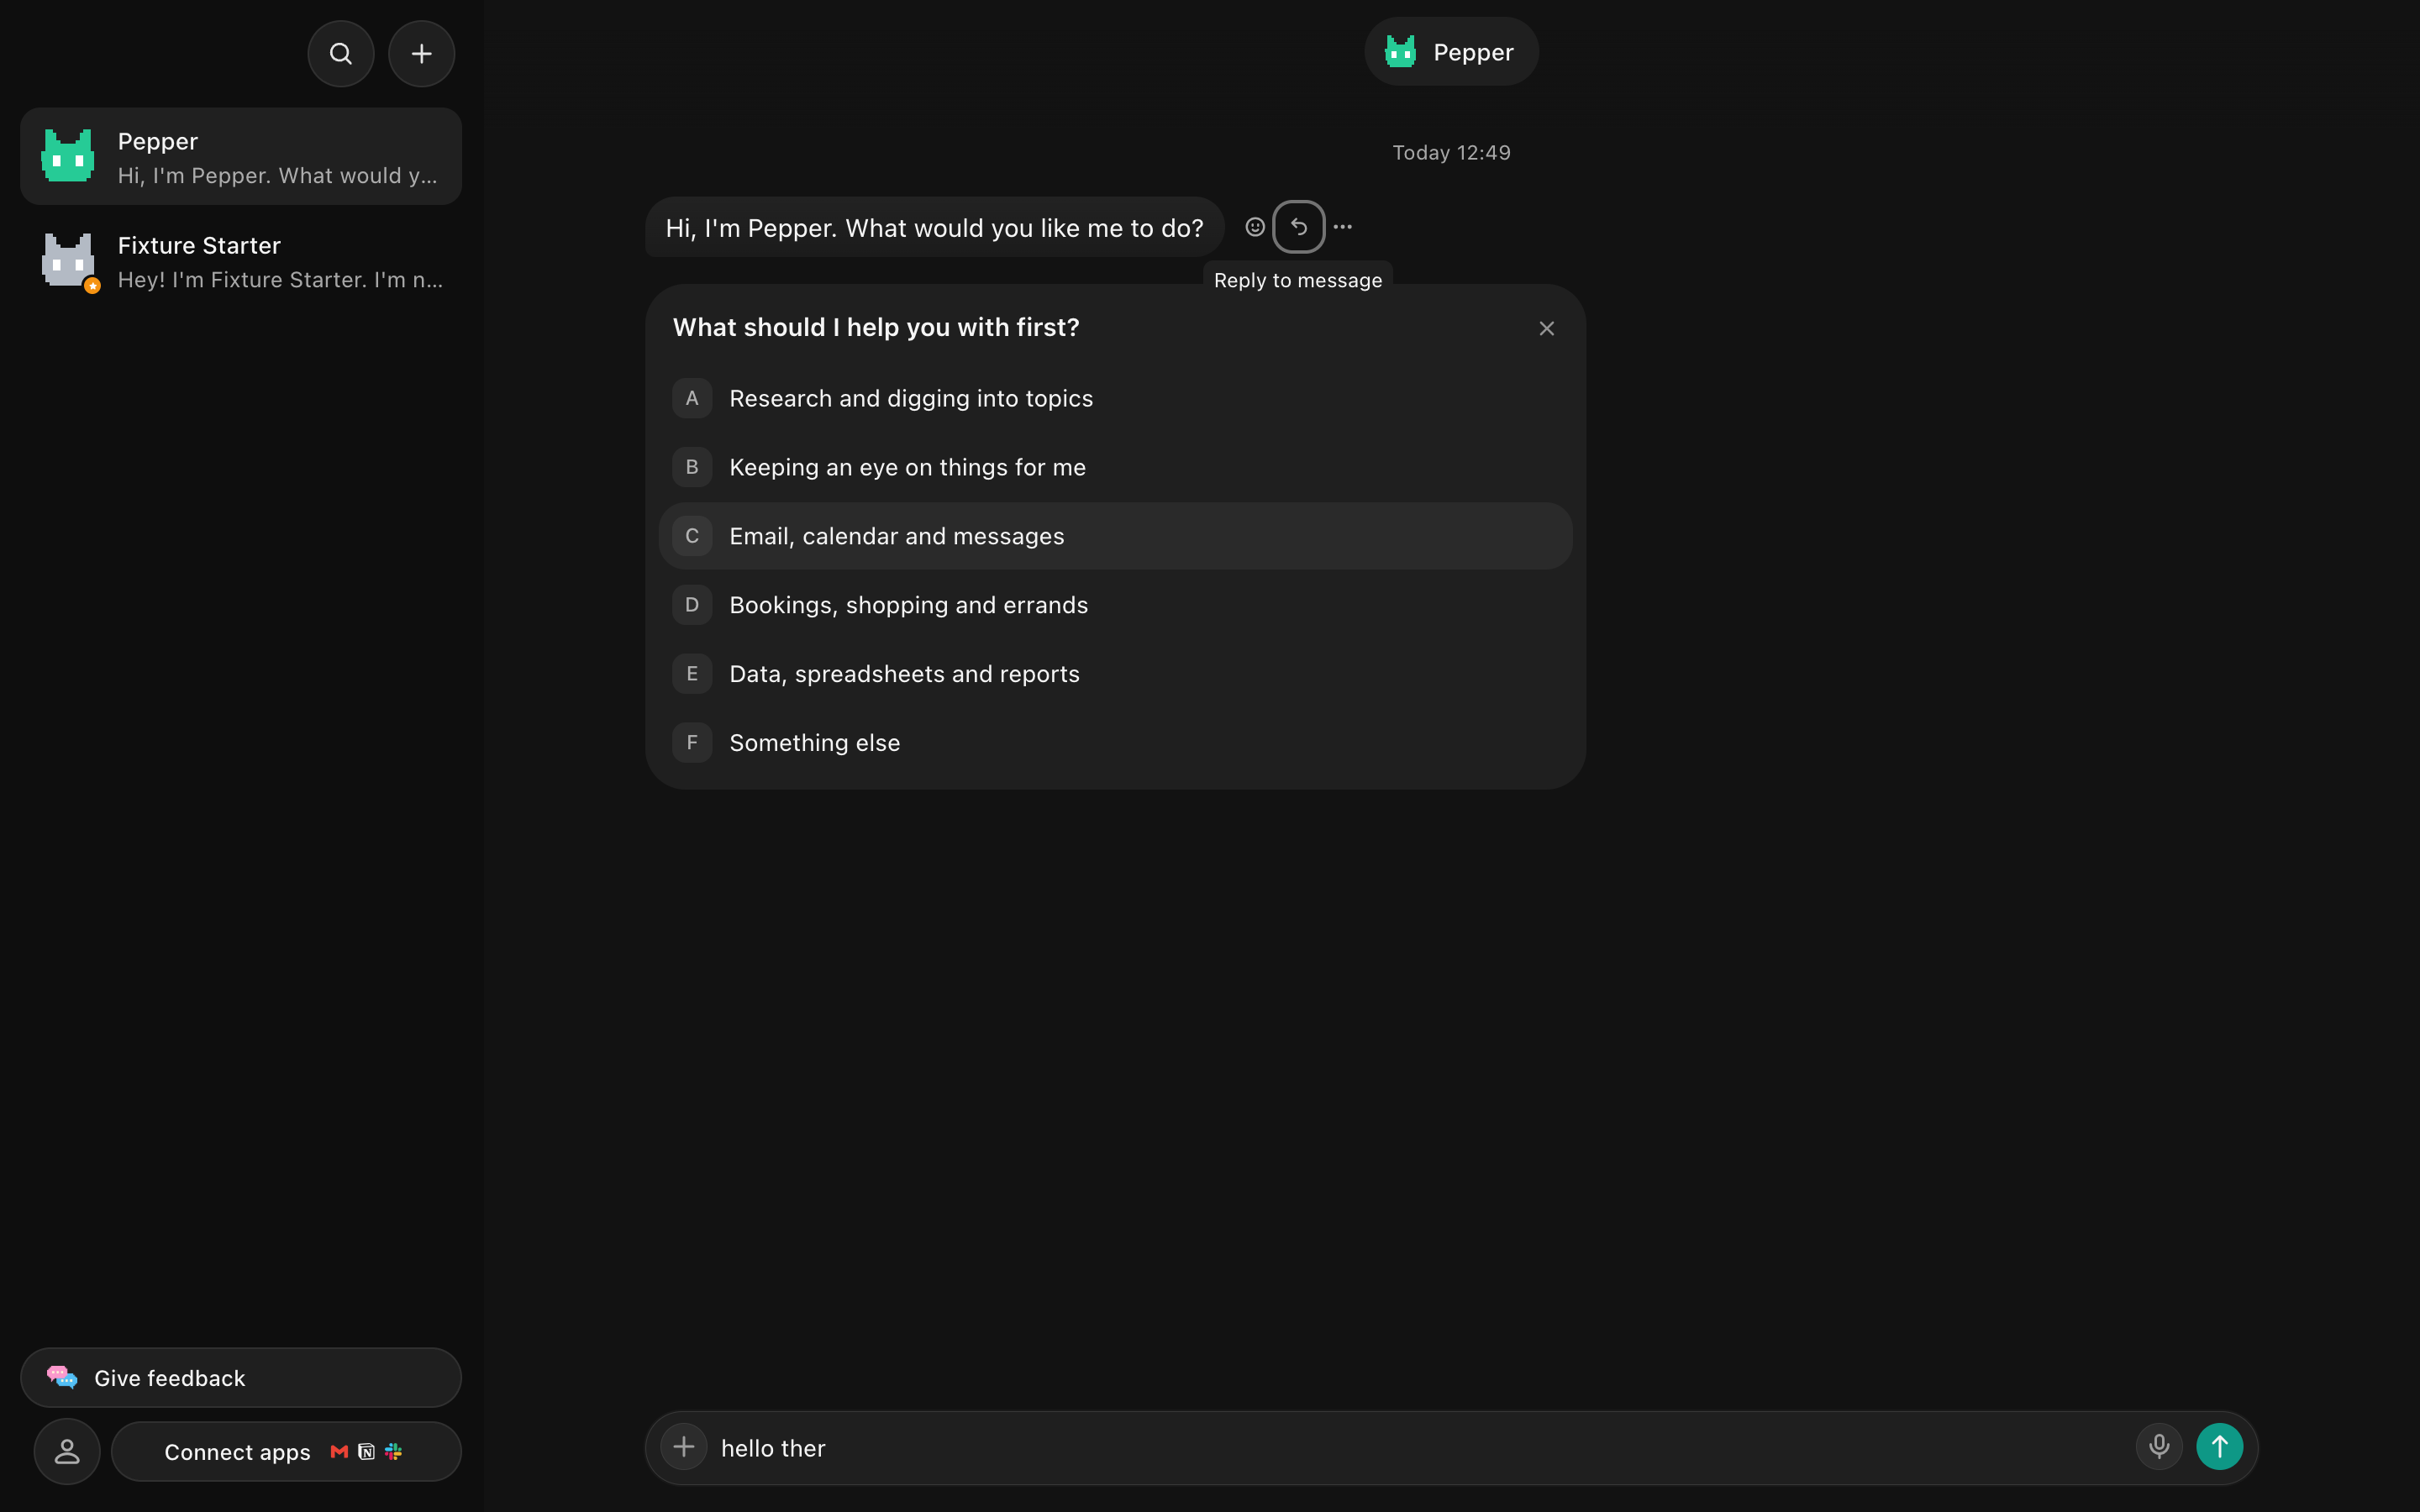 Pepper
Hi, I'm Pepper. What would y...
Fixture Starter
Hey! I'm Fixture Starter. I'm n...
Give feedback
Connect apps
Pepper
Today 12:49
Hi, I'm Pepper. What would you like me to do?
Reply to message
What should I help you with first?
A Research and digging into topics
B Keeping an eye on things for me
C Email, calendar and messages
D Bookings, shopping and errands
E Data, spreadsheets and reports
F Something else
hello ther